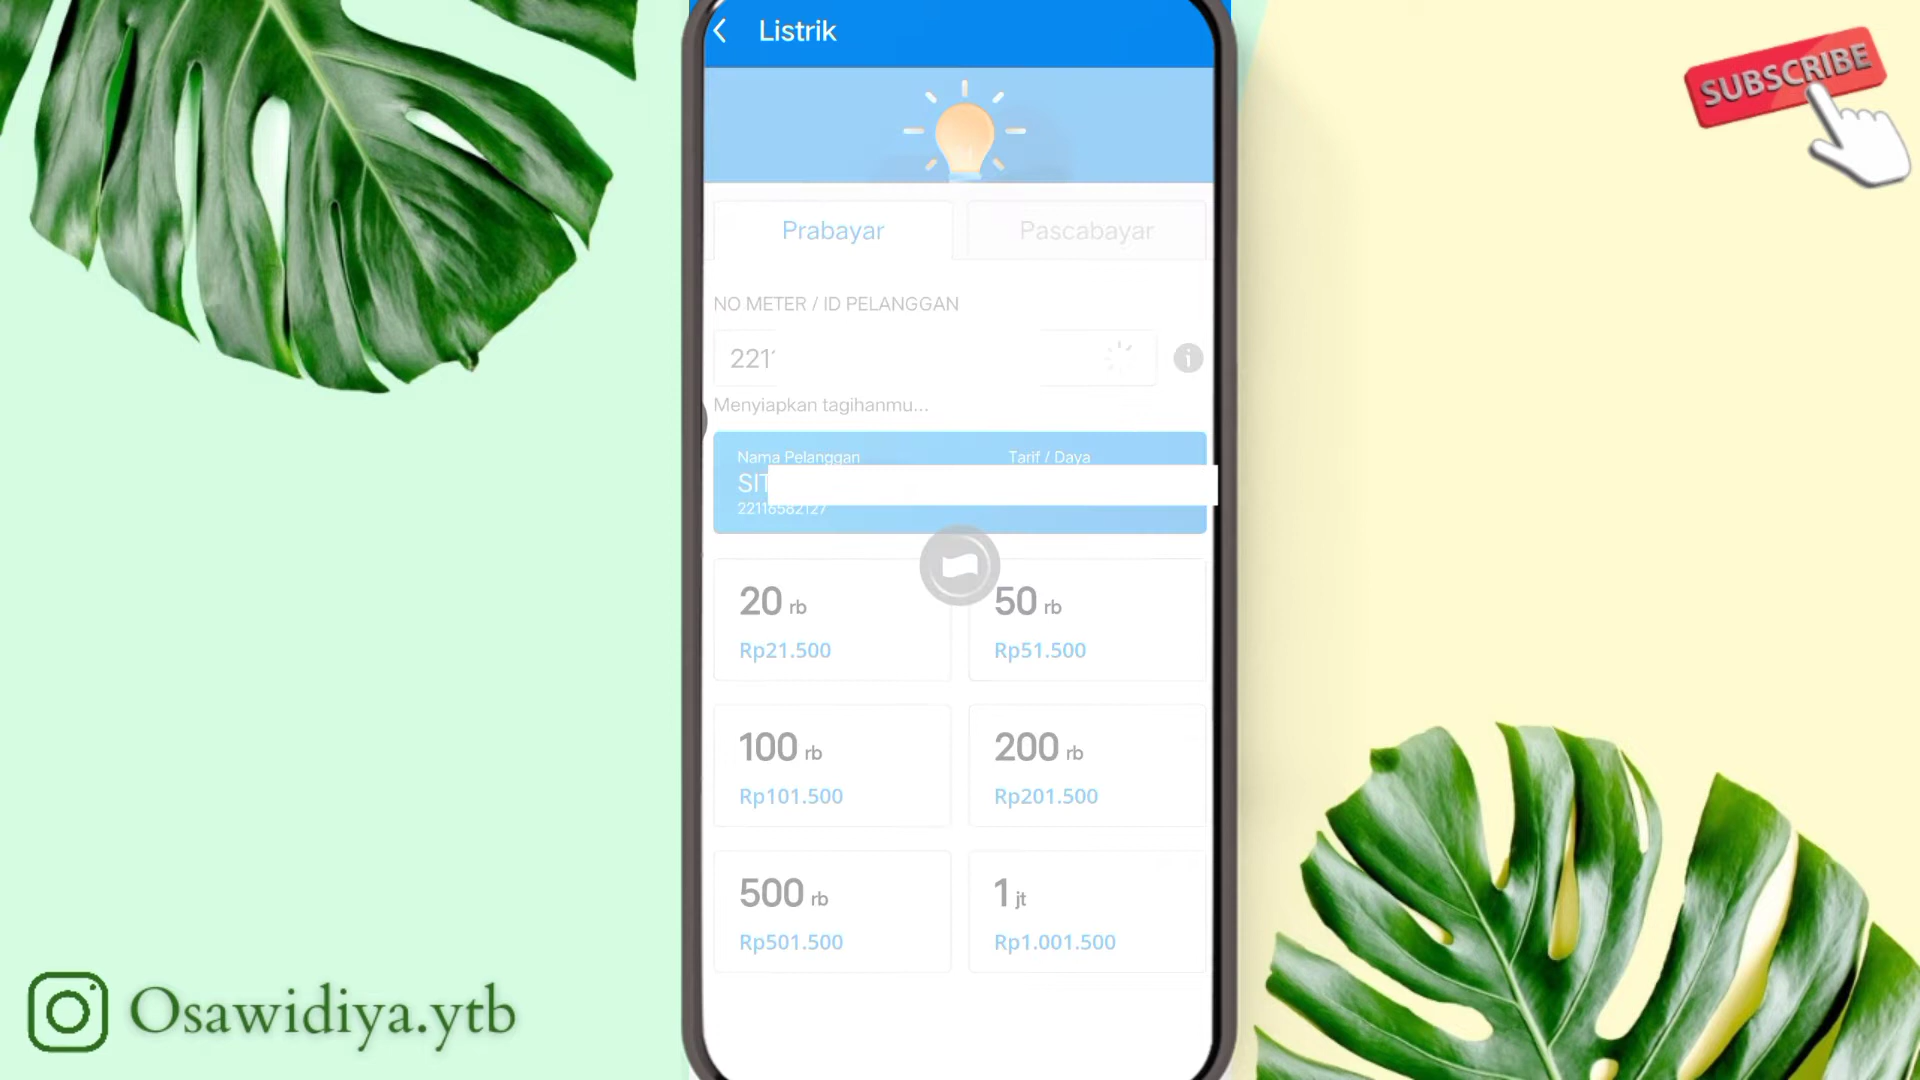 Listrik
SUBSCRIBE
Prabayar
Pascabayar
NO METER / ID PELANGGAN
221
Menyiapkan tagihanmu...
Nama Pelanggan
Tarif / Daya
SIT
20 rb
Rp21.500
50 rb
Rp51.500
100 rb
Rp101.500
200 rb
Rp201.500
500 rb
Rp501.500
1 jt
Rp1.001.500
Osawidiya.ytb